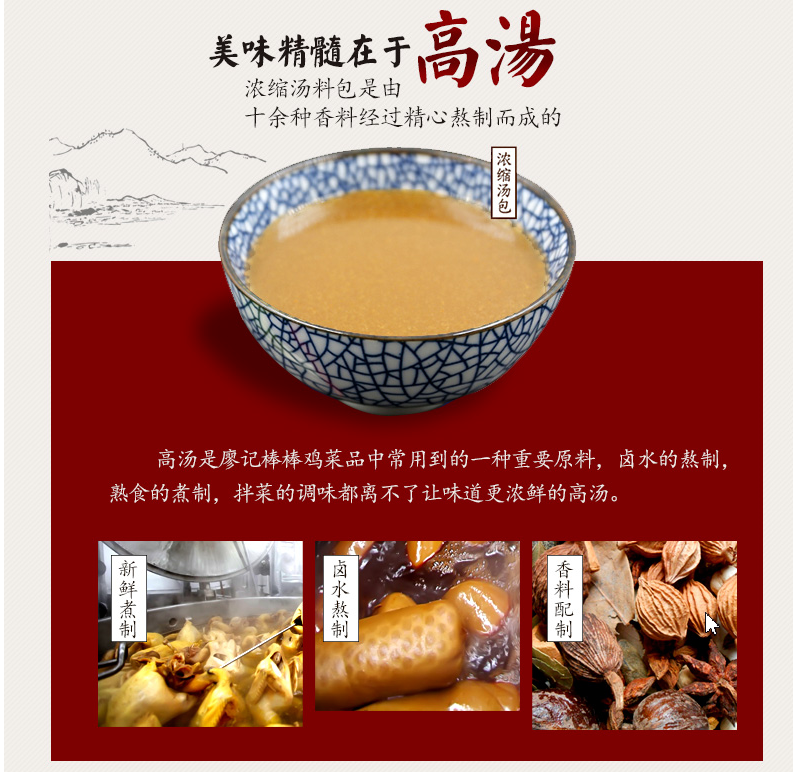 美味精髓在于高湯
浓缩汤料包是由
十余种香料经过精心熬制而成的
浓缩汤包
高汤是廖记棒棒鸡菜品中常用到的一种重要原料，卤水的熬制，
熟食的煮制，拌菜的调味都离不了让味道更浓鲜的高汤。
新鲜煮制
卤水熬制
香料配制